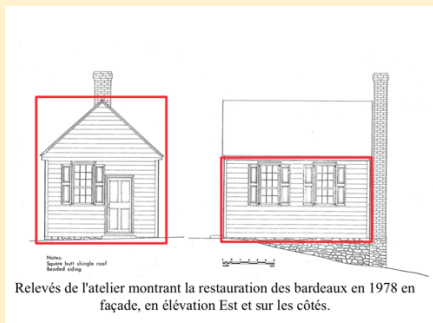 Notes:
Square butt shingle roof
Beaded siding
Relevés de l'atelier montrant la restauration des bardeaux en 1978 en
façade, en élévation Est et sur les côtés.